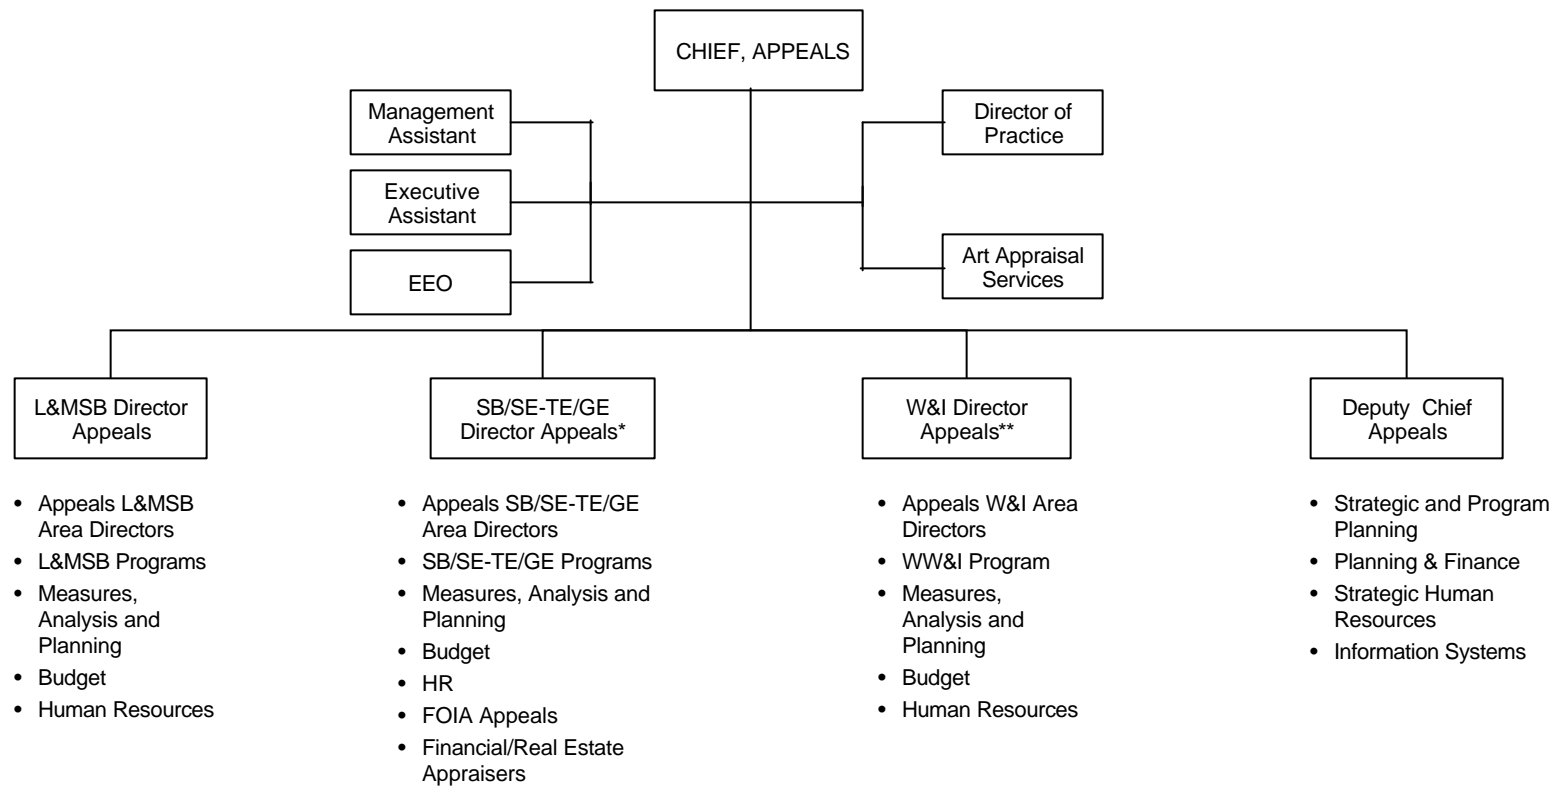 CHIEF, APPEALS
Management
Assistant
Director of
Practice
Executive
Assistant
EEO
Art Appraisal
Services
L&MSB Director
Appeals
SB/SE-TE/GE
Director Appeals*
W&I Director
Appeals**
Deputy Chief
Appeals
• Appeals L&MSB
Area Directors
• L&MSB Programs
• Measures,
Analysis and
Planning
• Budget
• Human Resources
• Appeals SB/SE-TE/GE
Area Directors
• SB/SE-TE/GE Programs
• Measures, Analysis and
Planning
• Budget
• HR
• FOIA Appeals
• Financial/Real Estate
Appraisers
• Appeals W&I Area
Directors
• WW&I Program
• Measures,
Analysis and
Planning
• Budget
• Human Resources
• Strategic and Program
Planning
• Planning & Finance
• Strategic Human
Resources
• Information Systems